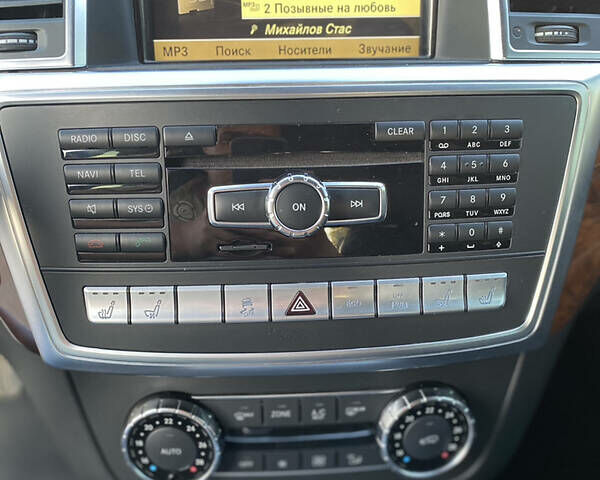 MP3 2 Позывные на любовь
Михайлов Стас
MP3 Поиск Носители Звучание
RADIO DISC CLEAR 1 2 ABC 3 DEF
NAVI TEL 4 GHI 5 JKL 6 MNO
SYS ON 7 PQRS 8 TUV 9 WXYZ
* 0 #
+
ZONE
AUTO